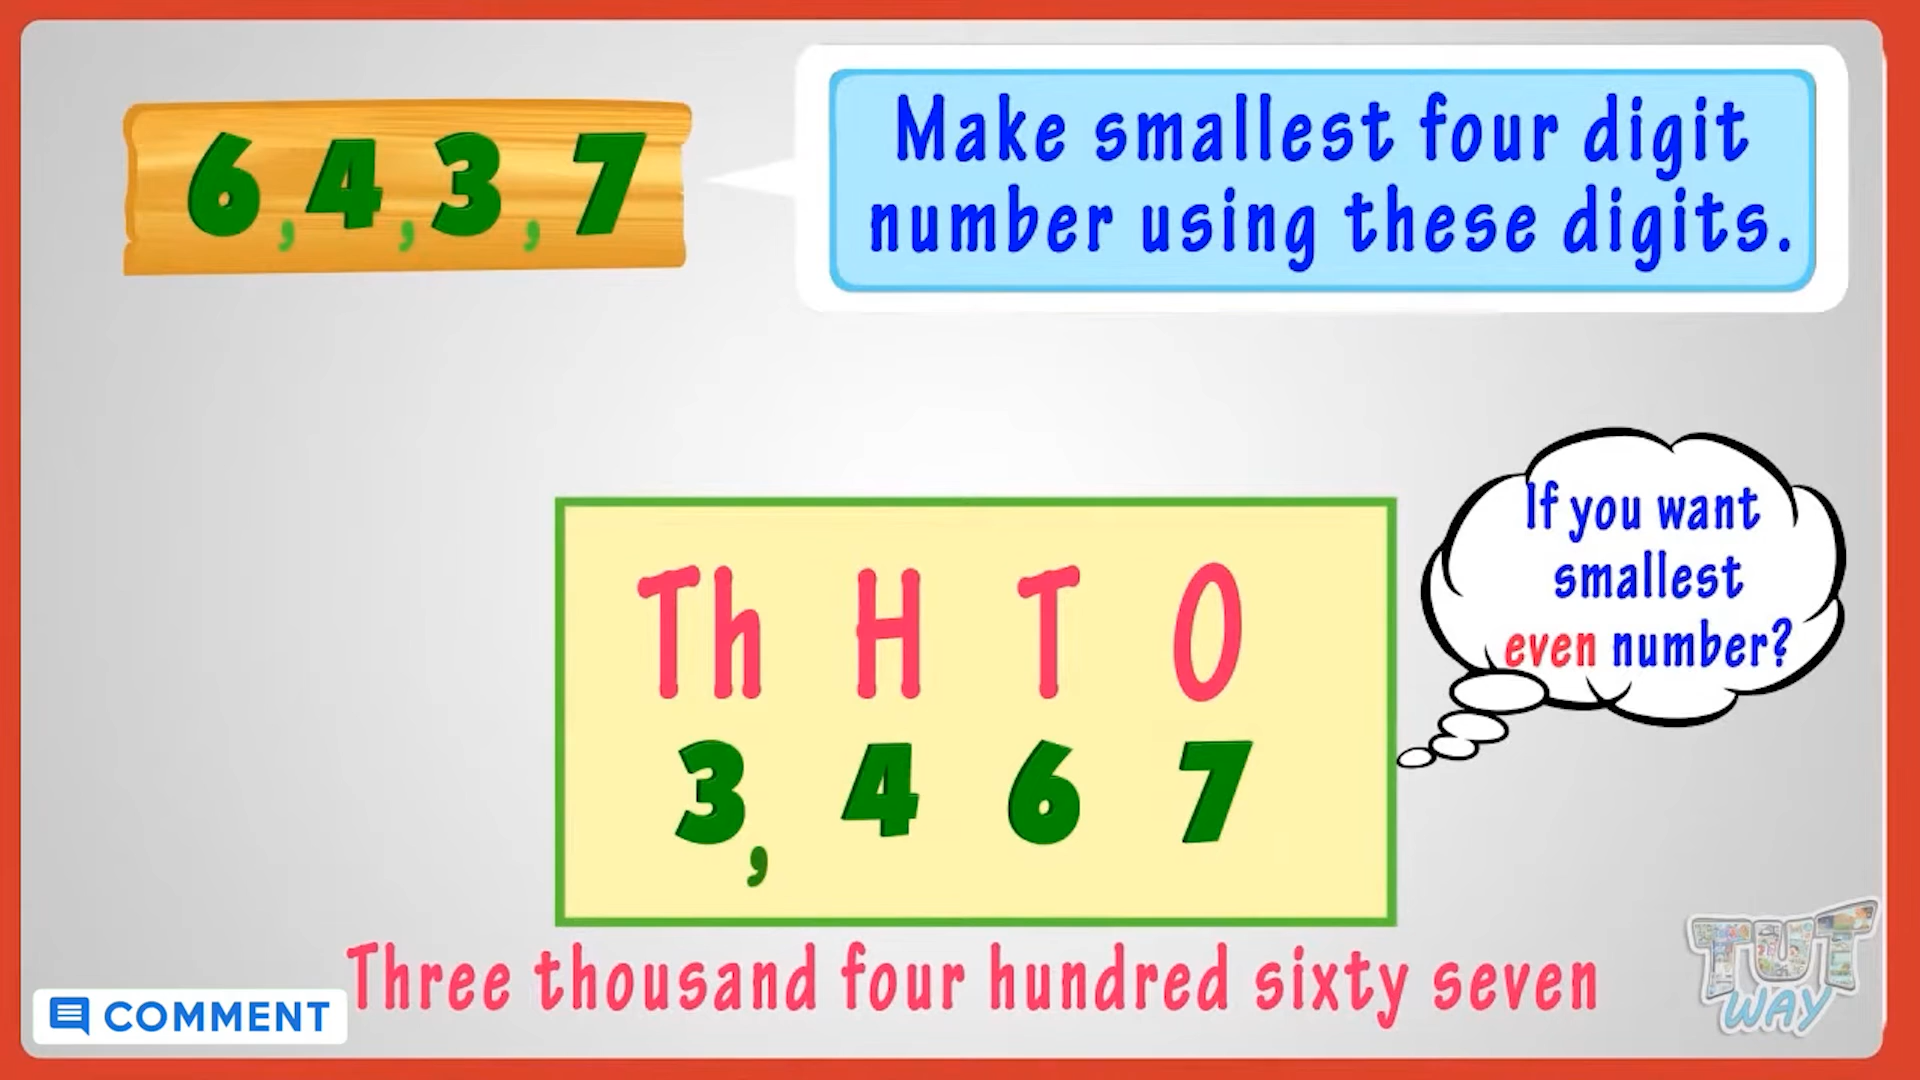 6, 4, 3, 7
Make smallest four digit
number using these digits.
If you want
smallest
even number?
Th H T O
3, 4 6 7
Three thousand four hundred sixty seven
COMMENT
TUT
WAY